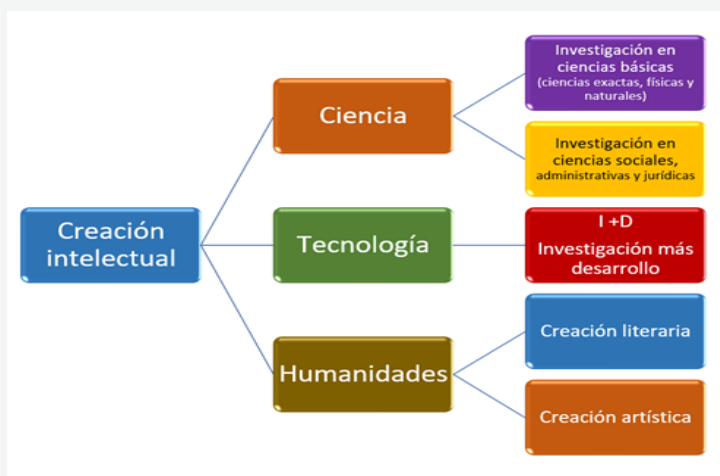 Creación
intelectual
Ciencia
Investigación en
ciencias básicas
(ciencias exactas, físicas y
naturales)
Investigación en
ciencias sociales,
administrativas y jurídicas
Tecnología
I +D
Investigación más
desarrollo
Humanidades
Creación literaria
Creación artística